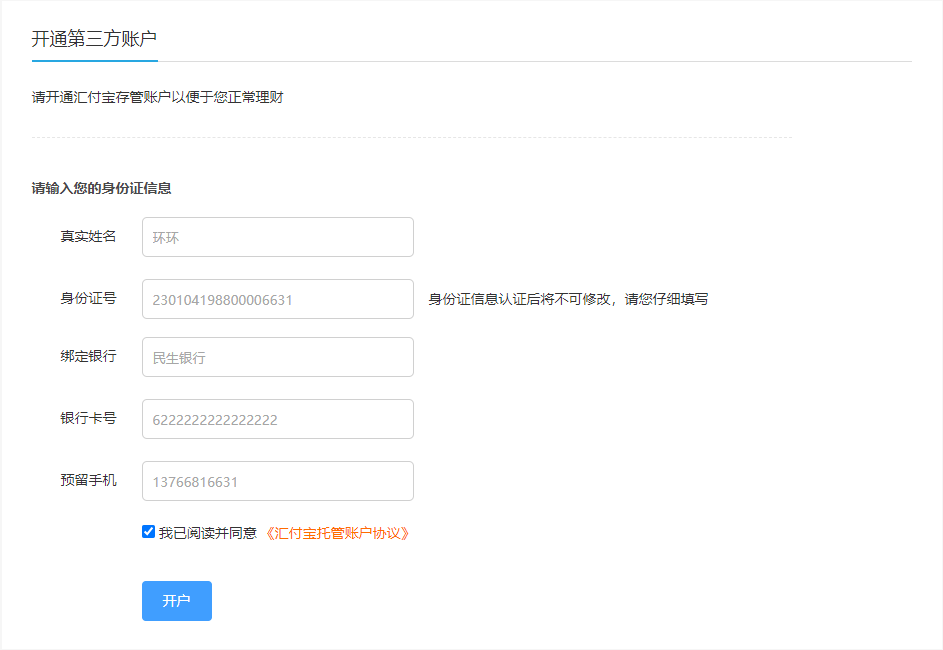 开通第三方账户
请开通汇付宝存管账户以便于您正常理财
请输入您的身份证信息
真实姓名 环环
身份证号 230104198800006631 身份证信息认证后将不可修改，请您仔细填写
绑定银行 民生银行
银行卡号 6222222222222222
预留手机 13766816631
我已阅读并同意 《汇付宝托管账户协议》
开户